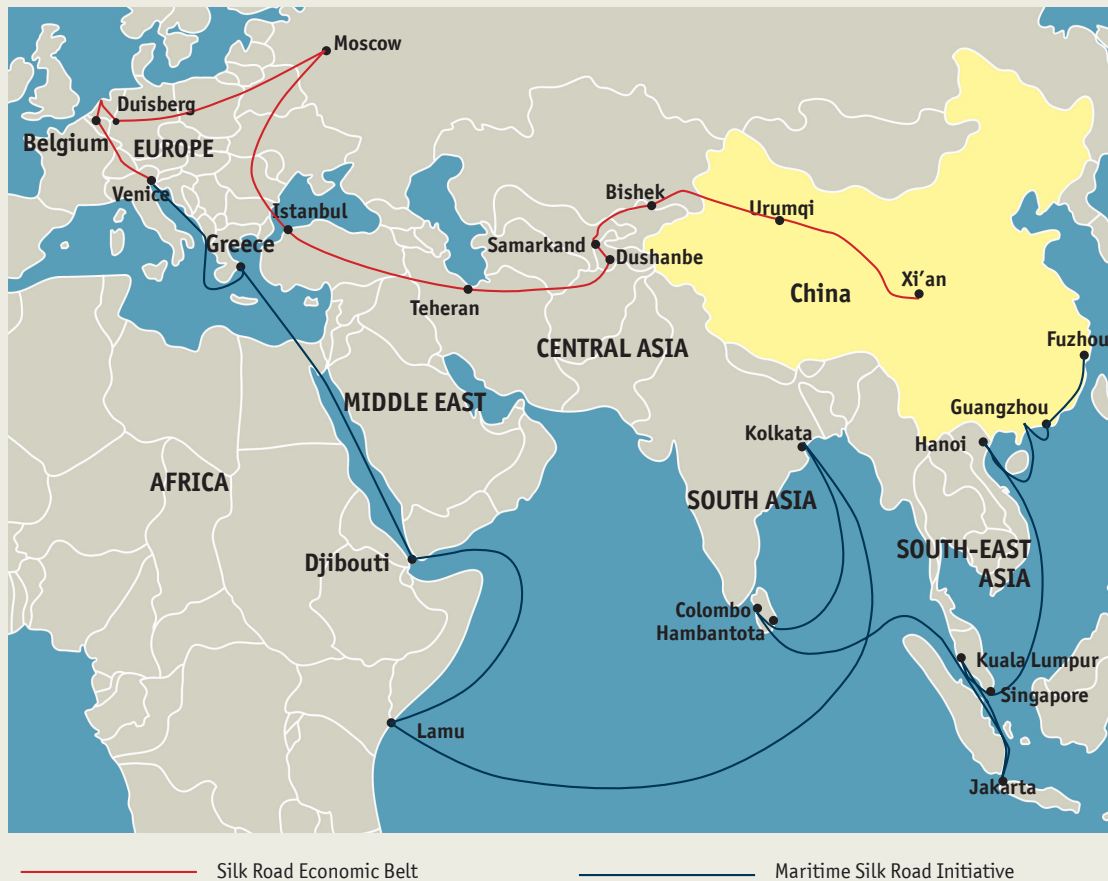 Moscow
Duisberg
Belgium
EUROPE
Venice
Istanbul
Greece
Bishek
Urumqi
Samarkand
Dushanbe
Xi'an
Teheran
China
CENTRAL ASIA
Fuzhou
MIDDLE EAST
Guangzhou
Kolkata
Hanoi
AFRICA
SOUTH ASIA
SOUTH-EAST
ASIA
Djibouti
Colombo
Hambantota
Kuala Lumpur
Singapore
Lamu
Jakarta
Silk Road Economic Belt
Maritime Silk Road Initiative